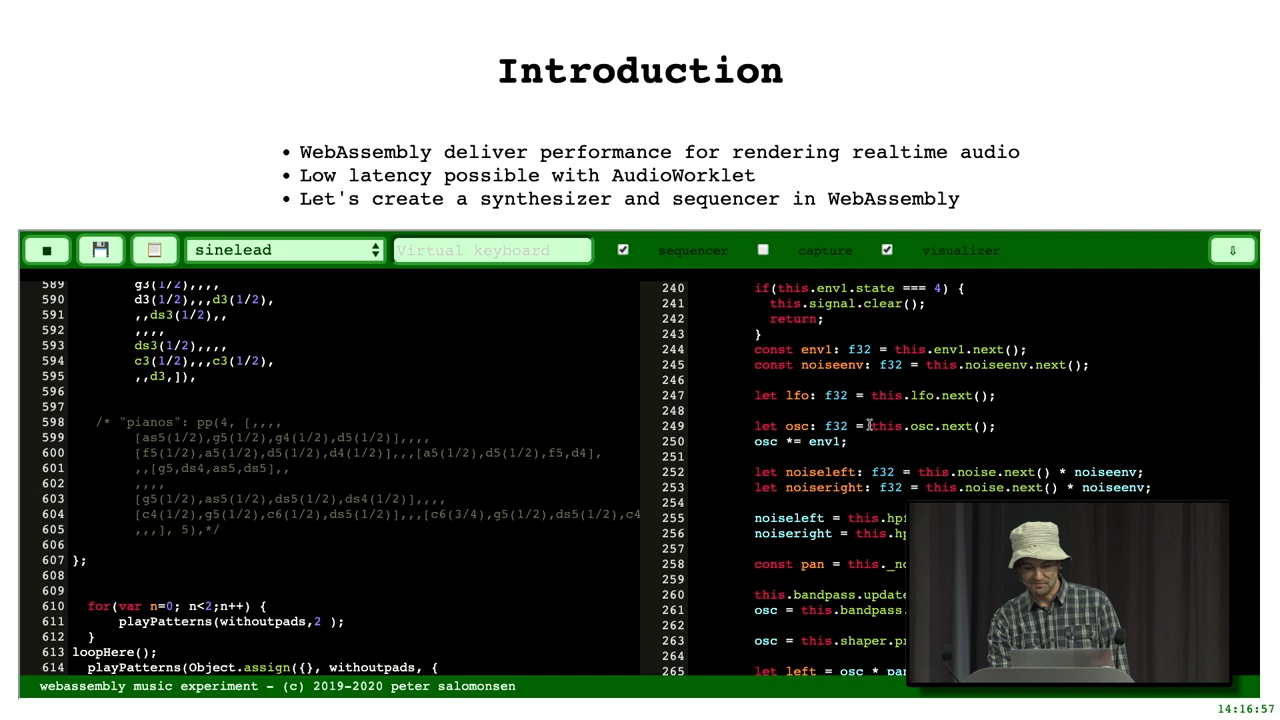 Introduction
• WebAssembly deliver performance for rendering realtime audio
• Low latency possible with AudioWorklet
• Let's create a synthesizer and sequencer in WebAssembly
sinelead
Virtual keyboard
sequencer
capture
visualizer
589 g3(1/2),,,,
590 d3(1/2),,,d3(1/2),
591 ,,ds3(1/2),,
592 ,,,,
593 ds3(1/2),,,,
594 c3(1/2),,,c3(1/2),
595 ,,d3,]),
596
597
598 /* "pianos": pp(4, [,,,,
599 [as5(1/2),g5(1/2),g4(1/2),d5(1/2)],,,,
600 [f5(1/2),a5(1/2),d5(1/2),d4(1/2)],,,[a5(1/2),d5(1/2),f5,d4],
601 ,,[g5,ds4,as5,ds5],,
602 ,,,,
603 [g5(1/2),as5(1/2),ds5(1/2),ds4(1/2)],,,,
604 [c4(1/2),g5(1/2),c6(1/2),ds5(1/2)],,,[c6(3/4),g5(1/2),ds5(1/2),c4
605 ,,,], 5),*/
606
607 };
608
609
610 for(var n=0; n<2;n++) {
611 playPatterns(withoutpads,2 );
612 }
613 loopHere();
614 playPatterns(Object.assign({}, withoutpads, {
240 if(this.env1.state === 4) {
241 this.signal.clear();
242 return;
243 }
244 const env1: f32 = this.env1.next();
245 const noiseenv: f32 = this.noiseenv.next();
246
247 let lfo: f32 = this.lfo.next();
248
249 let osc: f32 = this.osc.next();
250 osc *= env1;
251
252 let noiseleft: f32 = this.noise.next() * noiseenv;
253 let noiseright: f32 = this.noise.next() * noiseenv;
254
255 noiseleft = this.hpf
256 noiseright = this.hp
257
258 const pan = this._no
259
260 this.bandpass.update
261 osc = this.bandpass.
262
263 osc = this.shaper.pr
264
265 let left = osc * pan
webassembly music experiment - (c) 2019-2020 peter salomonsen
14:16:57